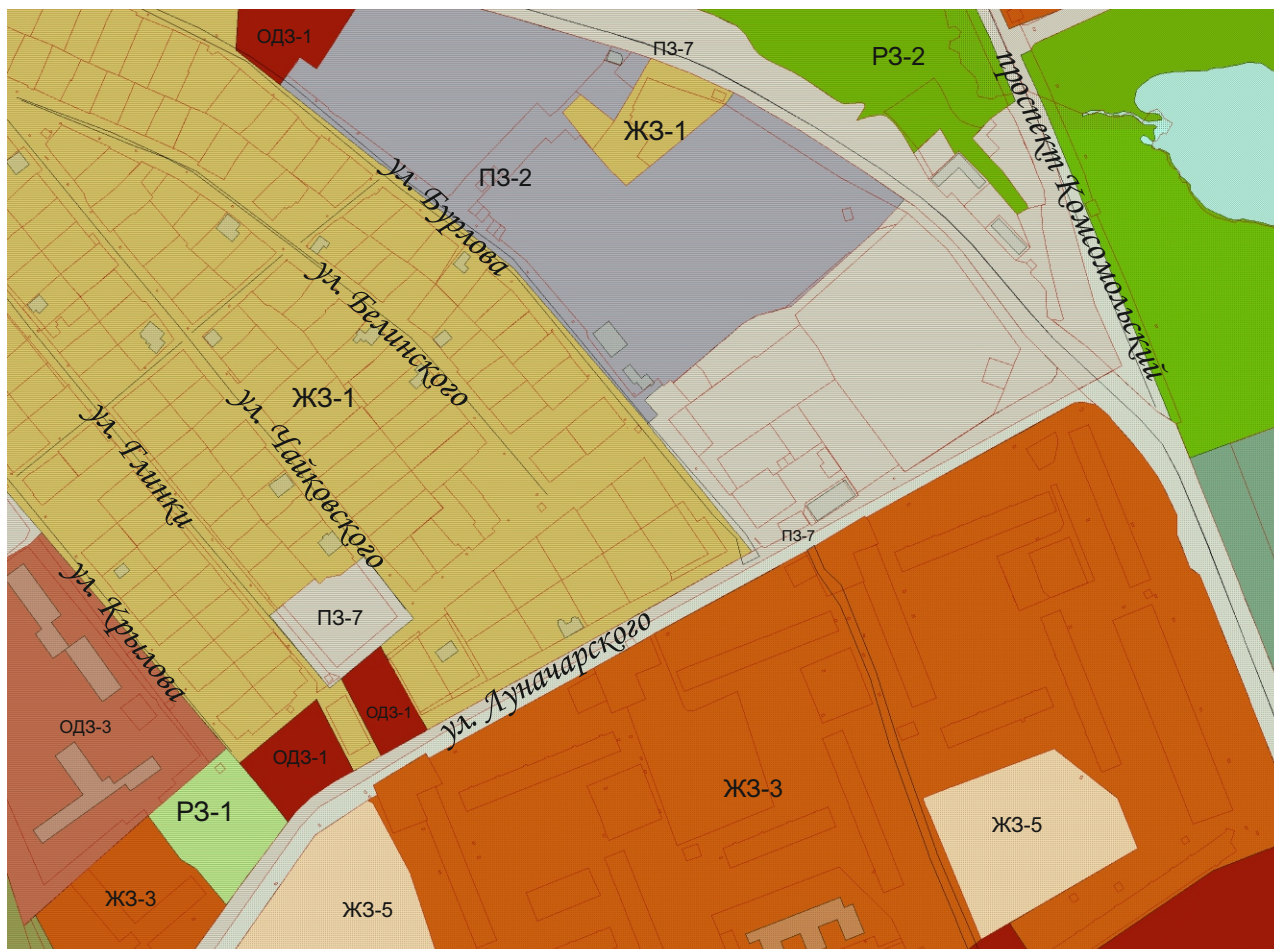 ОДЗ-1
ПЗ-7
РЗ-2
проспект Комсомольский
ЖЗ-1
ПЗ-2
ул. Бурлова
ул. Белинского
ЖЗ-1
ул. Чайковского
ул. Глинки
ПЗ-7
ул. Крылова
ПЗ-7
ул. Луначарского
ОДЗ-3
ОДЗ-1
ОДЗ-1
РЗ-1
ЖЗ-3
ЖЗ-5
ЖЗ-3
ЖЗ-5